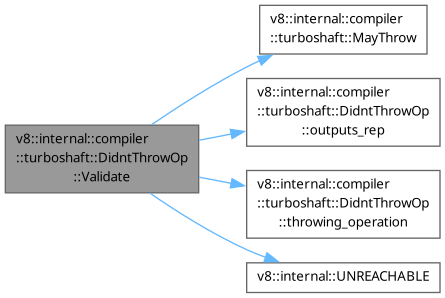 v8::internal::compiler
::turboshaft::MayThrow
v8::internal::compiler
::turboshaft::DidntThrowOp
::outputs_rep
v8::internal::compiler
::turboshaft::DidntThrowOp
::Validate
v8::internal::compiler
::turboshaft::DidntThrowOp
::throwing_operation
v8::internal::UNREACHABLE